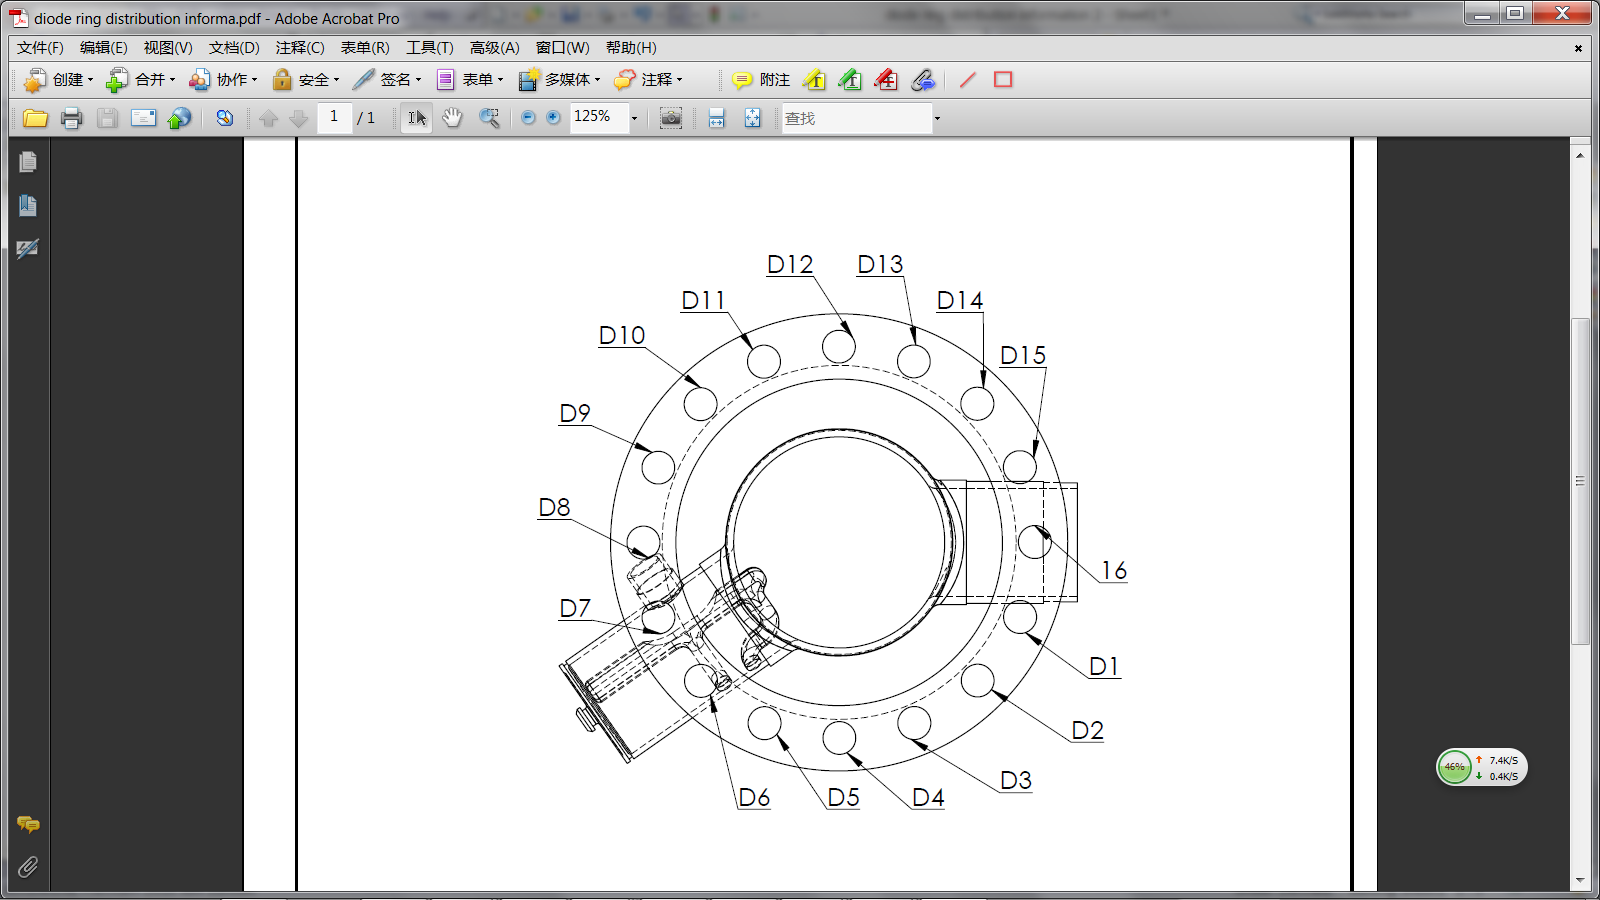 diode ring distribution informa.pdf - Adobe Acrobat Pro
文件(F) 编辑(E) 视图(V) 文档(D) 注释(C) 表单(R) 工具(T) 高级(A) 窗口(W) 帮助(H)
创建 合并 协作 安全 签名 表单 多媒体 注释 附注
1 / 1 125% 查找
D12 D13
D11 D14
D10
D15
D9
D8
16
D7
D1
D2
D3
D6 D5 D4
46% 7.4K/S
0.4K/S